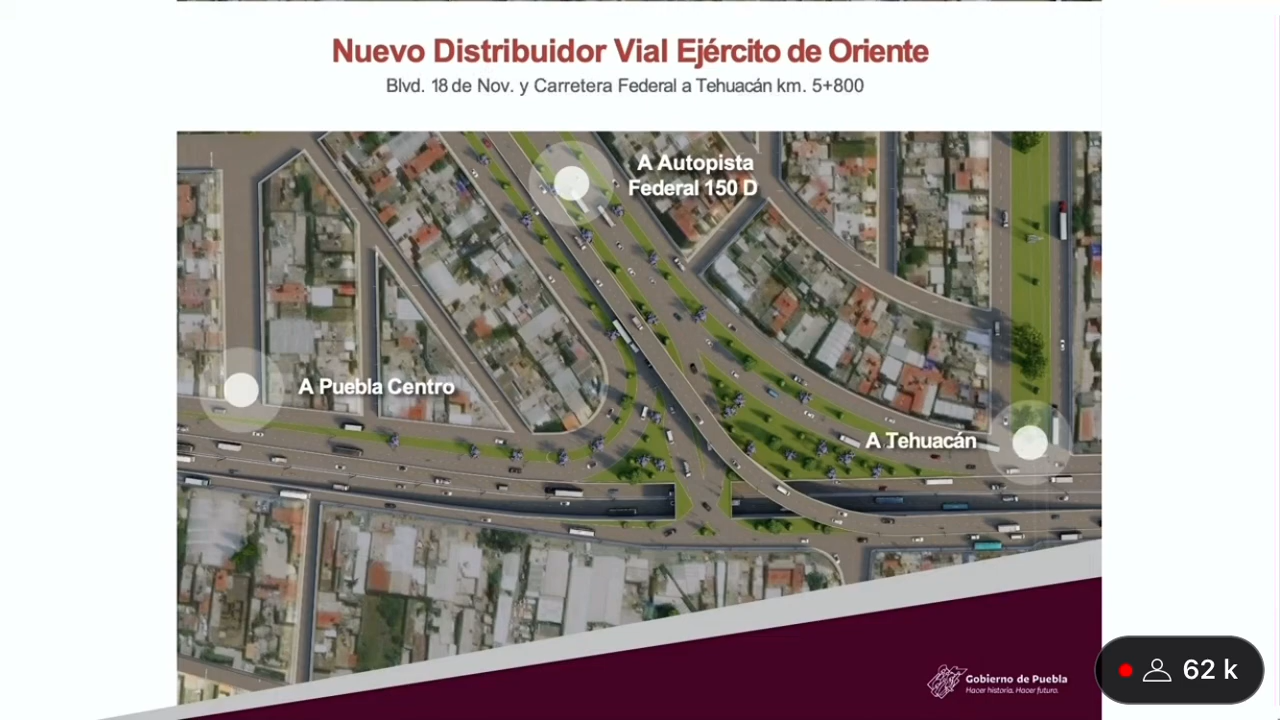 Nuevo Distribuidor Vial Ejército de Oriente
Blvd. 18 de Nov. y Carretera Federal a Tehuacán km. 5+800
A Autopista
Federal 150 D
A Puebla Centro
A Tehuacán
Gobierno de Puebla
Hacer historia. Hacer futuro.
62 k